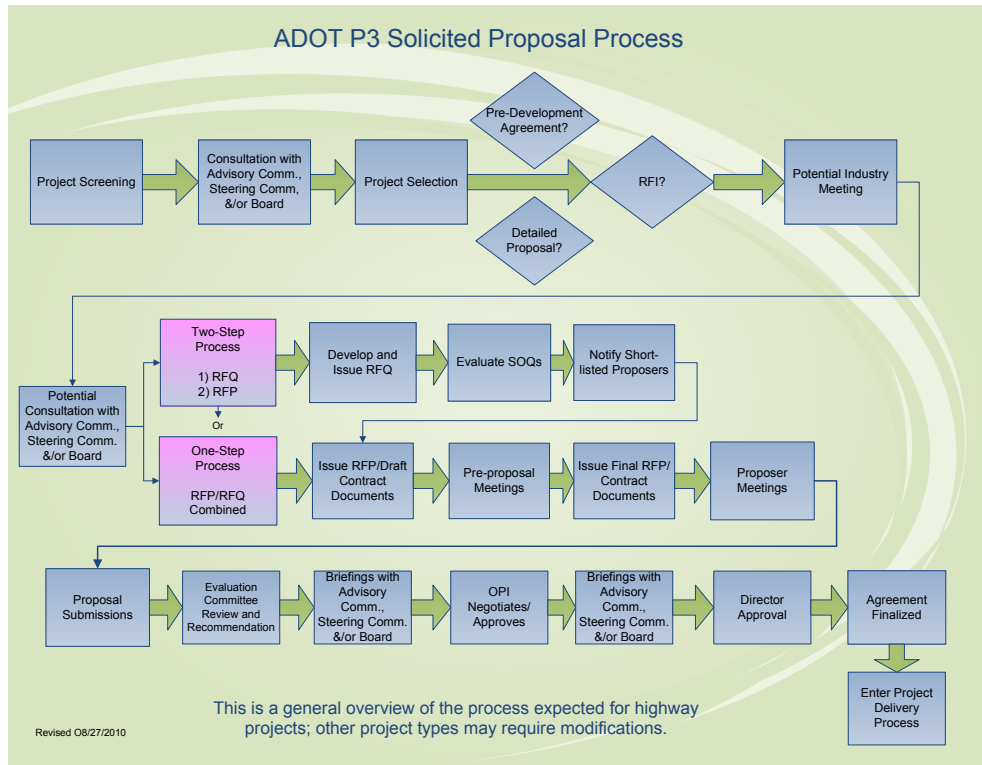 ADOT P3 Solicited Proposal Process
Project Screening
Consultation with
Advisory Comm.,
Steering Comm,
&/or Board
Project Selection
Pre-Development
Agreement?
Detailed
Proposal?
RFI?
Potential Industry
Meeting
Potential
Consultation with
Advisory Comm.,
Steering Comm.
&/or Board
Two-Step
Process
1) RFQ
2) RFP
Or
One-Step
Process
RFP/RFQ
Combined
Develop and
Issue RFQ
Evaluate SOQs
Notify Short-
listed Proposers
Issue RFP/Draft
Contract
Documents
Pre-proposal
Meetings
Issue Final RFP/
Contract
Documents
Proposer
Meetings
Proposal
Submissions
Evaluation
Committee
Review and
Recommendation
Briefings with
Advisory
Comm.,
Steering Comm.
&/or Board
OPI
Negotiates/
Approves
Briefings with
Advisory
Comm.,
Steering Comm.
&/or Board
Director
Approval
Agreement
Finalized
Enter Project
Delivery
Process
This is a general overview of the process expected for highway
projects; other project types may require modifications.
Revised O8/27/2010